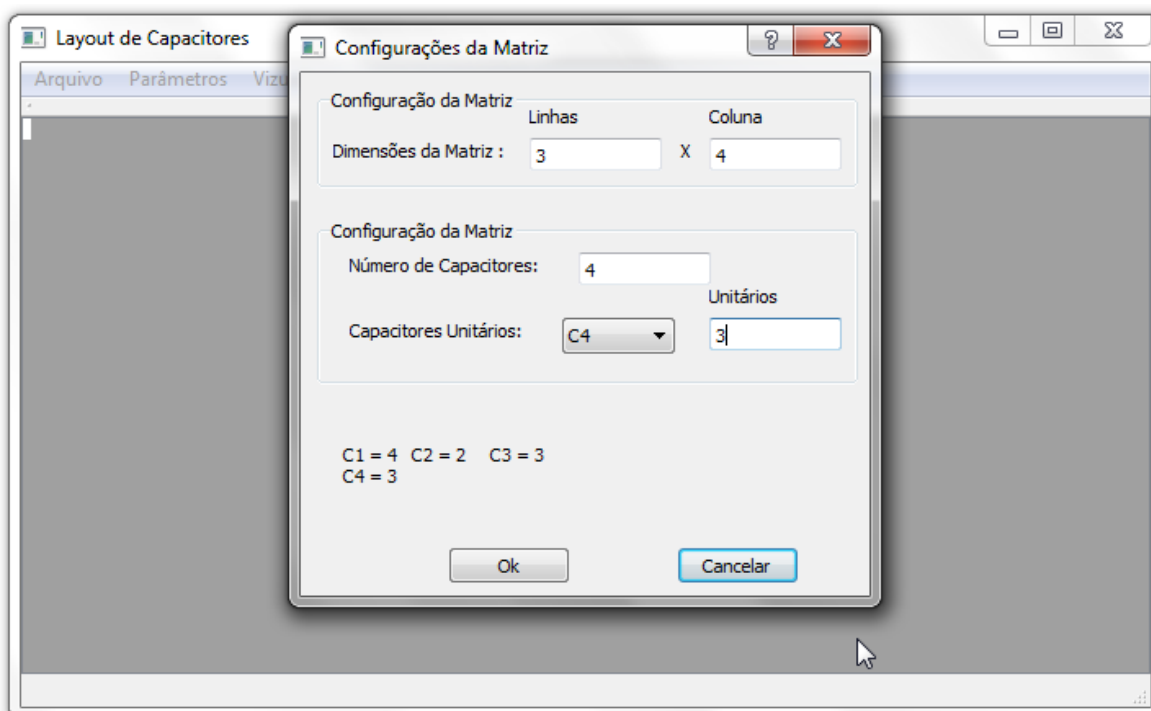 Layout de Capacitores
Arquivo Parâmetros
Configurações da Matriz
Configuração da Matriz
Linhas Coluna
Dimensões da Matriz : 3 X 4
Configuração da Matriz
Número de Capacitores: 4
Unitários
Capacitores Unitários: C4 3
C1 = 4 C2 = 2 C3 = 3
C4 = 3
Ok Cancelar